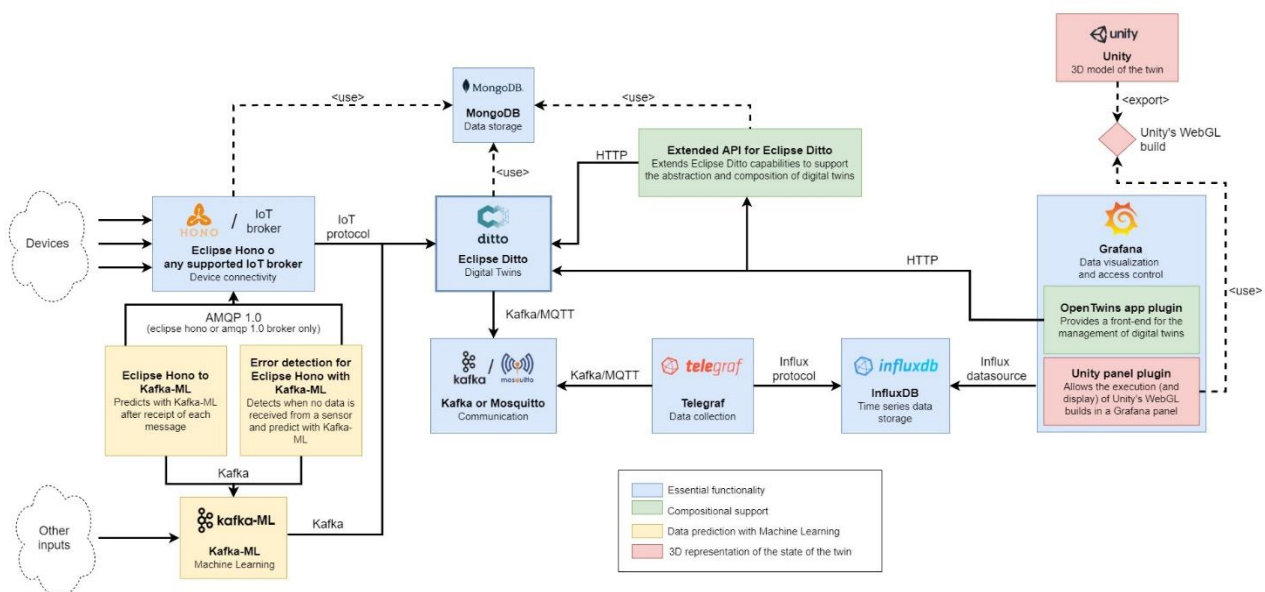 unity
Unity
3D model of the twin
<export>
Unity's WebGL
build
MongoDB
MongoDB
Data storage
<use>
<use>
<use>
Extended API for Eclipse Ditto
Extends Eclipse Ditto capabilities to support
the abstraction and composition of digital twins
HTTP
Devices
HONO
/
IoT
broker
Eclipse Hono o
any supported IoT broker
Device connectivity
IoT
protocol
ditto
Eclipse Ditto
Digital Twins
HTTP
Grafana
Data visualization
and access control
<use>
OpenTwins app plugin
Provides a front-end for the
management of digital twins
Unity panel plugin
Allows the execution (and
display) of Unity's WebGL
builds in a Grafana panel
AMQP 1.0
(eclipse hono or amqp 1.0 broker only)
Kafka/MQTT
Eclipse Hono to
Kafka-ML
Predicts with Kafka-ML
after receipt of each
message
Error detection for
Eclipse Hono with
Kafka-ML
Detects when no data is
received from a sensor
and predict with Kafka-
ML
kafka
/
mosquitto
Kafka or Mosquitto
Communication
Kafka/MQTT
telegraf
Telegraf
Data collection
Influx
protocol
influxdb
InfluxDB
Time series data
storage
Influx
datasource
Kafka
Other
inputs
kafka-ML
Kafka-ML
Machine Learning
Kafka
Essential functionality
Compositional support
Data prediction with Machine Learning
3D representation of the state of the twin